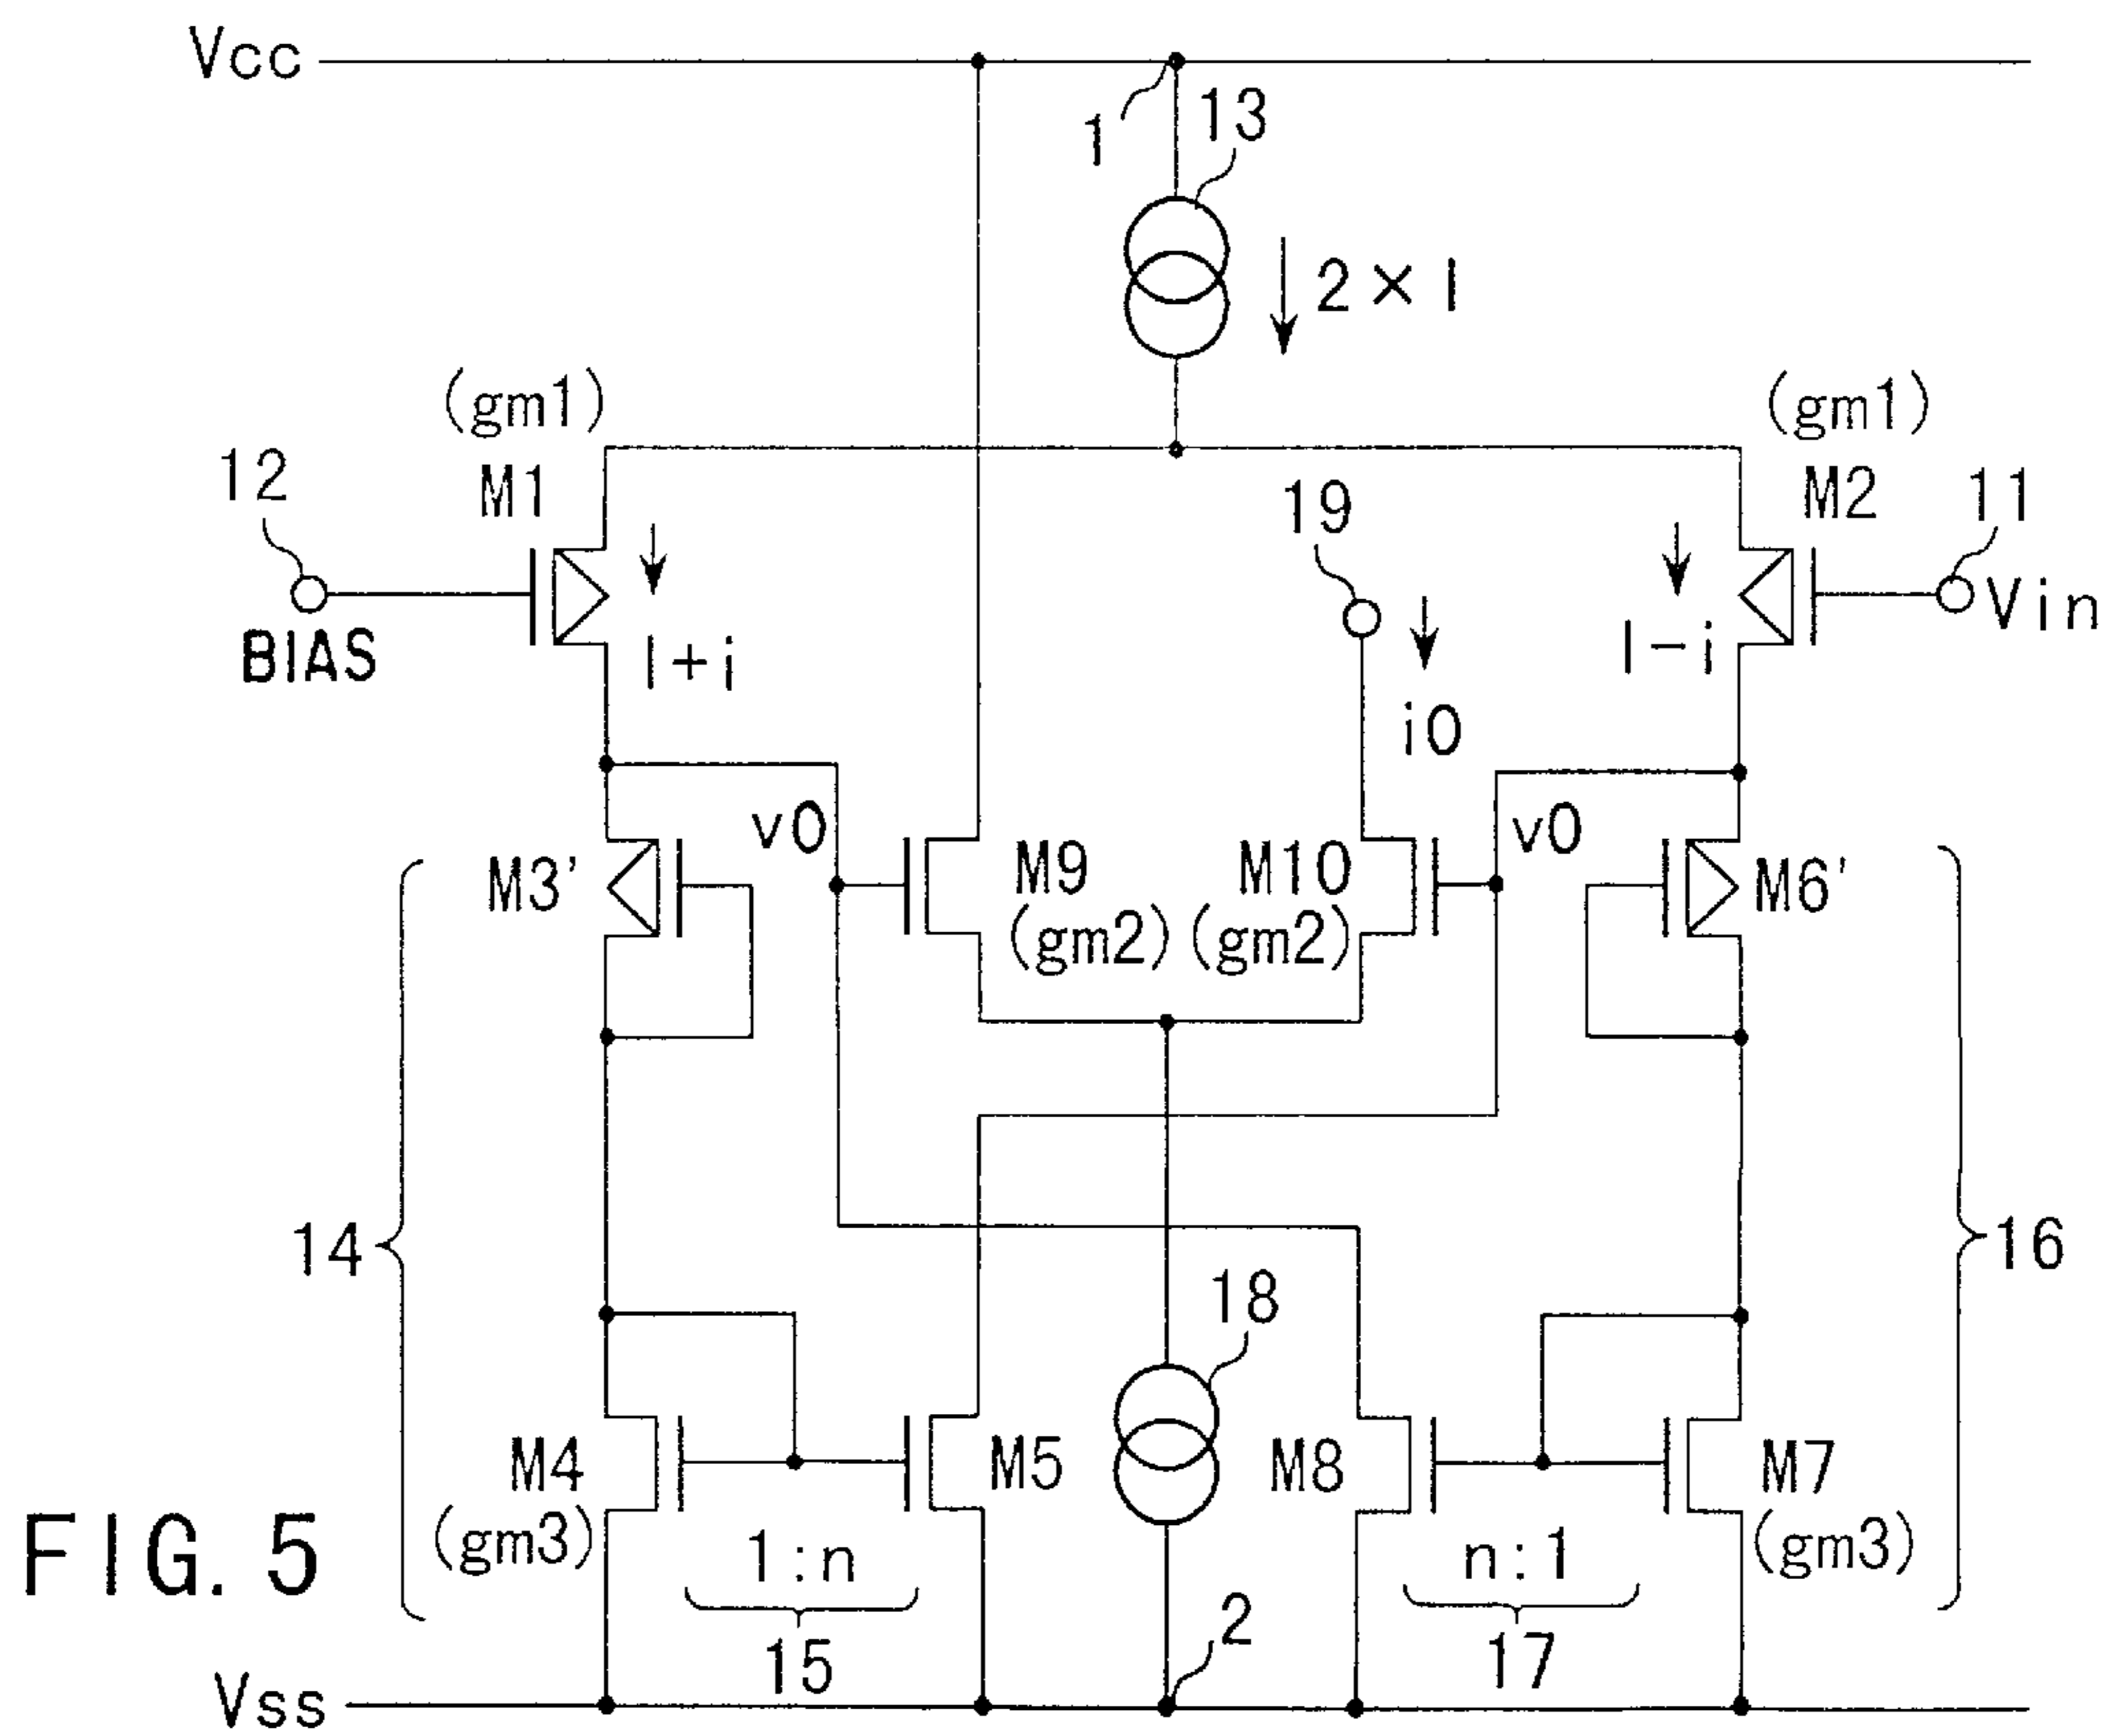 Vcc
1
13
2×I
(gm1)
(gm1)
12
M1
19
M2
11
BIAS
I+i
I-i
Vin
i0
v0
v0
M3'
M9
M10
M6'
(gm2)
(gm2)
14
16
18
M4
M5
M8
M7
(gm3)
1:n
n:1
(gm3)
FIG. 5
15
2
17
Vss